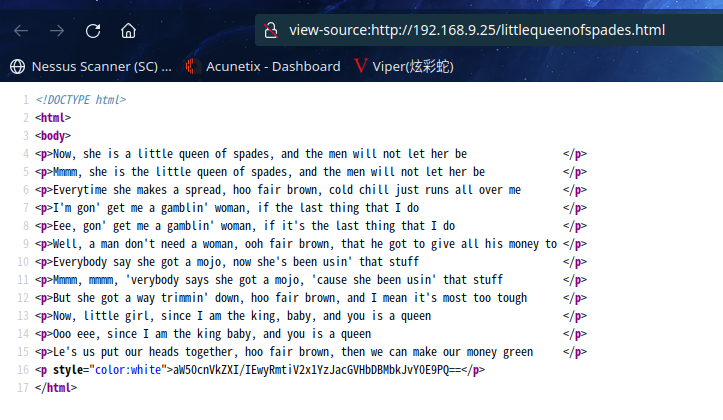 view-source:http://192.168.9.25/littlequeenofspades.html
Nessus Scanner (SC) ... Acunetix - Dashboard Viper(炫彩蛇)
1 <!DOCTYPE html>
2 <html>
3 <body>
4 <p>Now, she is a little queen of spades, and the men will not let her be </p>
5 <p>Mmmm, she is the little queen of spades, and the men will not let her be </p>
6 <p>Everytime she makes a spread, hoo fair brown, cold chill just runs all over me </p>
7 <p>I'm gon' get me a gamblin' woman, if the last thing that I do </p>
8 <p>Eee, gon' get me a gamblin' woman, if it's the last thing that I do </p>
9 <p>Well, a man don't need a woman, ooh fair brown, that he got to give all his money to </p>
10 <p>Everybody say she got a mojo, now she's been usin' that stuff </p>
11 <p>Mmmm, mmmm, 'verybody says she got a mojo, 'cause she been usin' that stuff </p>
12 <p>But she got a way trimmin' down, hoo fair brown, and I mean it's most too tough </p>
13 <p>Now, little girl, since I am the king, baby, and you is a queen </p>
14 <p>Ooo eee, since I am the king baby, and you is a queen </p>
15 <p>Le's us put our heads together, hoo fair brown, then we can make our money green </p>
16 <p style="color:white">aW50cnVkZXI/IEwyRmtiV2x1YzJacGVHbDBMbkJvY0E9PQ==</p>
17 </html>